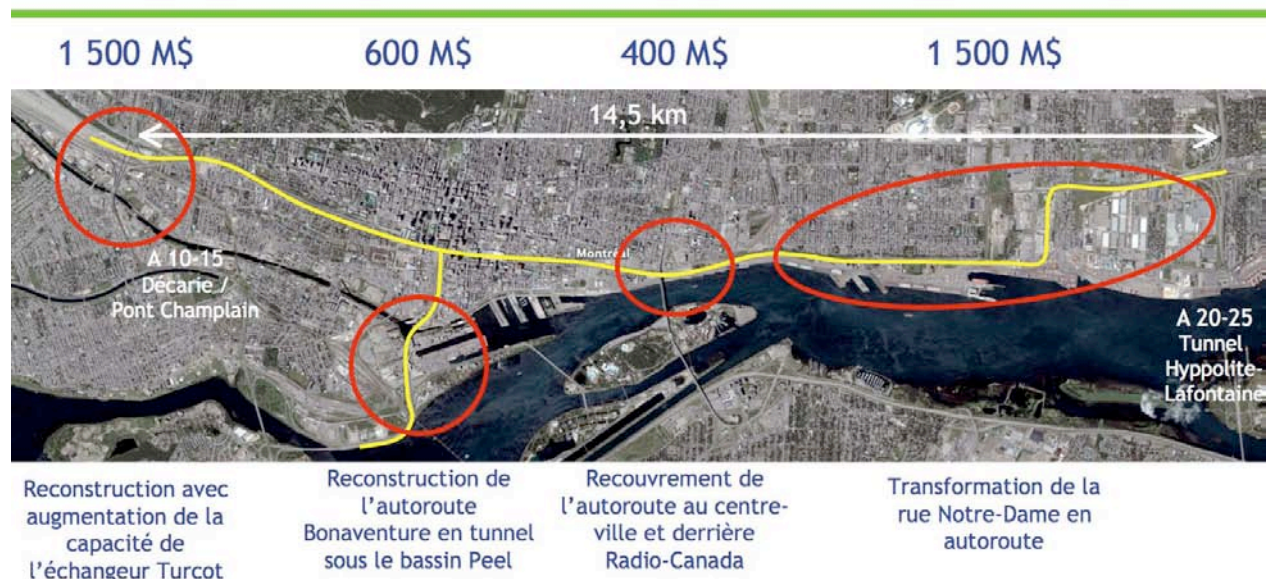 1 500 M$
600 M$
400 M$
1 500 M$
14,5 km
Montréal
A 10-15
Décarie /
Pont Champlain
A 20-25
Tunnel
Hyppolite-
Lafontaine
Reconstruction avec
augmentation de la
capacité de
l'échangeur Turcot
Reconstruction de
l'autoroute
Bonaventure en tunnel
sous le bassin Peel
Recouvrement de
l'autoroute au centre-
ville et derrière
Radio-Canada
Transformation de la
rue Notre-Dame en
autoroute